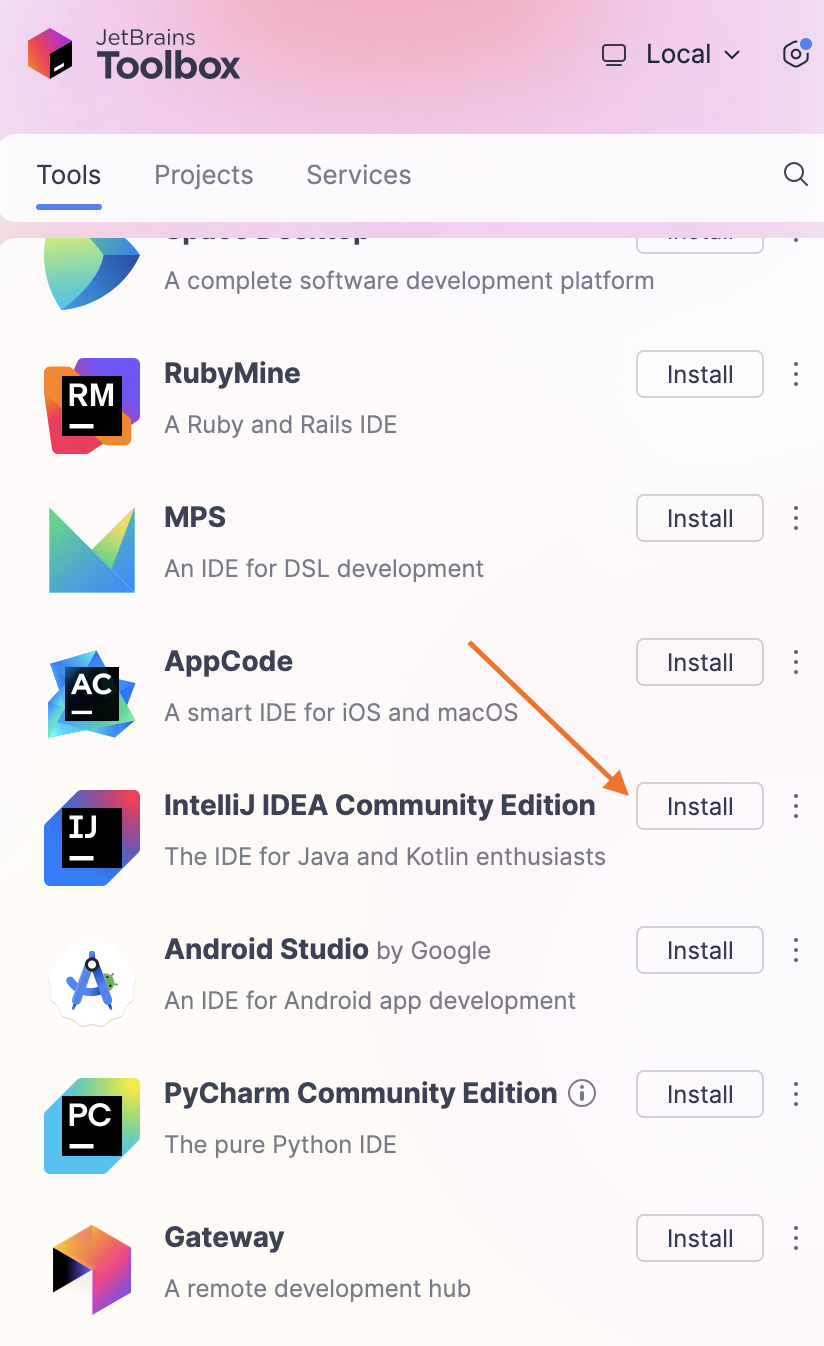 JetBrains
Toolbox
Local
Tools Projects Services
Space Desktop Install
A complete software development platform
RM
RubyMine Install
A Ruby and Rails IDE
MPS Install
An IDE for DSL development
AC
AppCode Install
A smart IDE for iOS and macOS
IJ
IntelliJ IDEA Community Edition Install
The IDE for Java and Kotlin enthusiasts
Android Studio by Google Install
An IDE for Android app development
PC
PyCharm Community Edition Install
The pure Python IDE
Gateway Install
A remote development hub